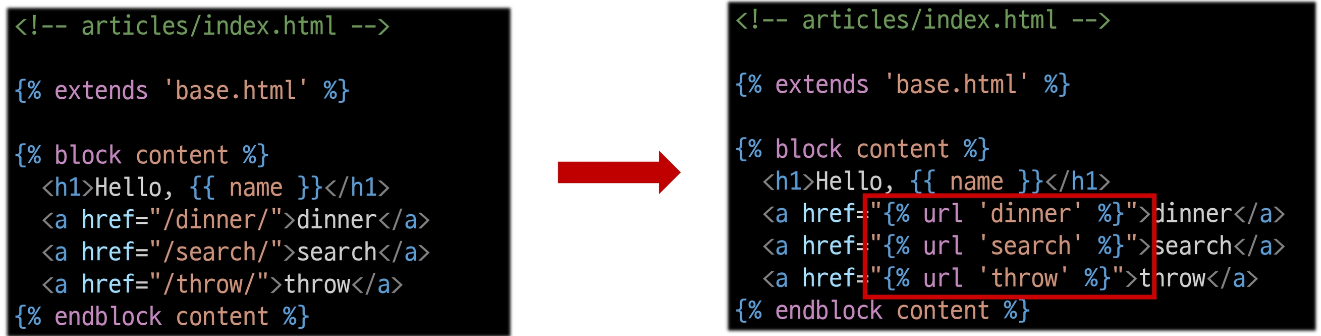 <!-- articles/index.html -->
{% extends 'base.html' %}
{% block content %}
<h1>Hello, {{ name }}</h1>
<a href="/dinner/">dinner</a>
<a href="/search/">search</a>
<a href="/throw/">throw</a>
{% endblock content %}
<!-- articles/index.html -->
{% extends 'base.html' %}
{% block content %}
<h1>Hello, {{ name }}</h1>
<a href="{% url 'dinner' %}">dinner</a>
<a href="{% url 'search' %}">search</a>
<a href="{% url 'throw' %}">throw</a>
{% endblock content %}